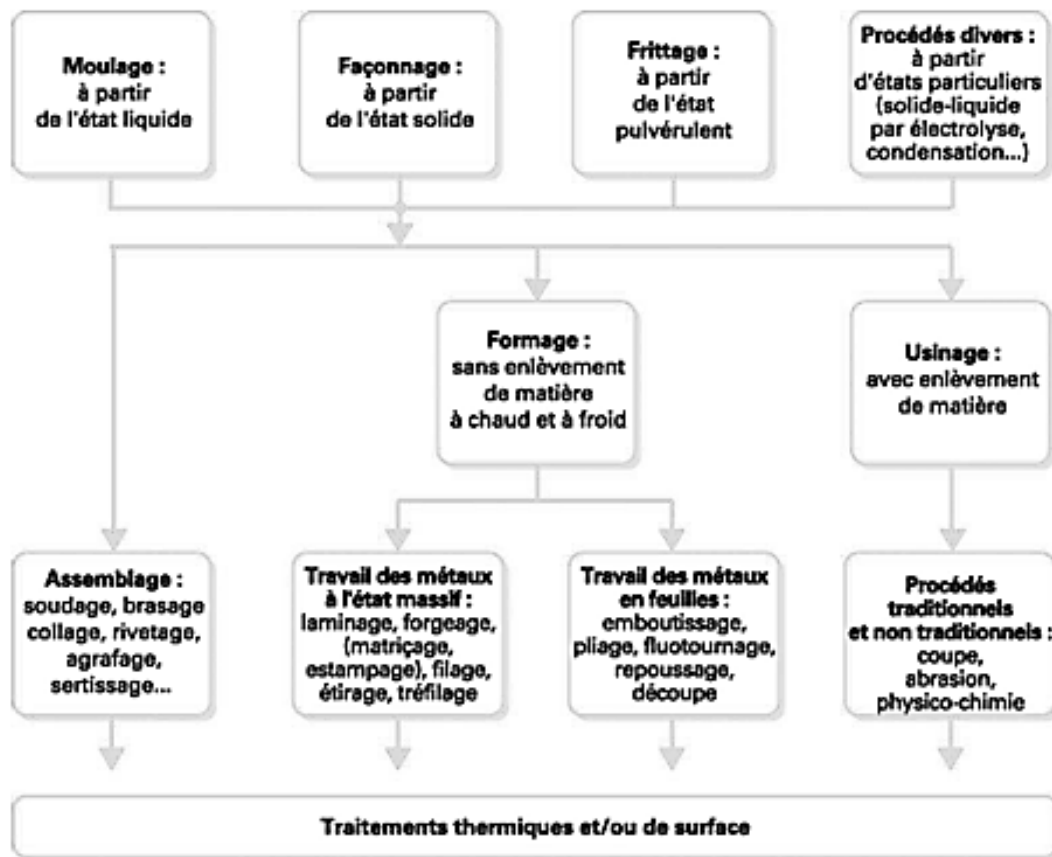 Moulage :
à partir
de l'état liquide
Façonnage :
à partir
de l'état solide
Frittage :
à partir
de l'état
pulvérulent
Procédés divers :
à partir
d'états particuliers
(solide-liquide
par électrolyse,
condensation...)
Formage :
sans enlèvement
de matière
à chaud et à froid
Usinage :
avec enlèvement
de matière
Assemblage :
soudage, brasage
collage, rivetage,
agrafage,
sertissage...
Travail des métaux
à l'état massif :
laminage, forgeage,
(matriçage,
estampage), filage,
étirage, tréfilage
Travail des métaux
en feuilles :
emboutissage,
pliage, fluotournage,
repoussage,
découpe
Procédés
traditionnels
et non traditionnels :
coupe,
abrasion,
physico-chimie
Traitements thermiques et/ou de surface